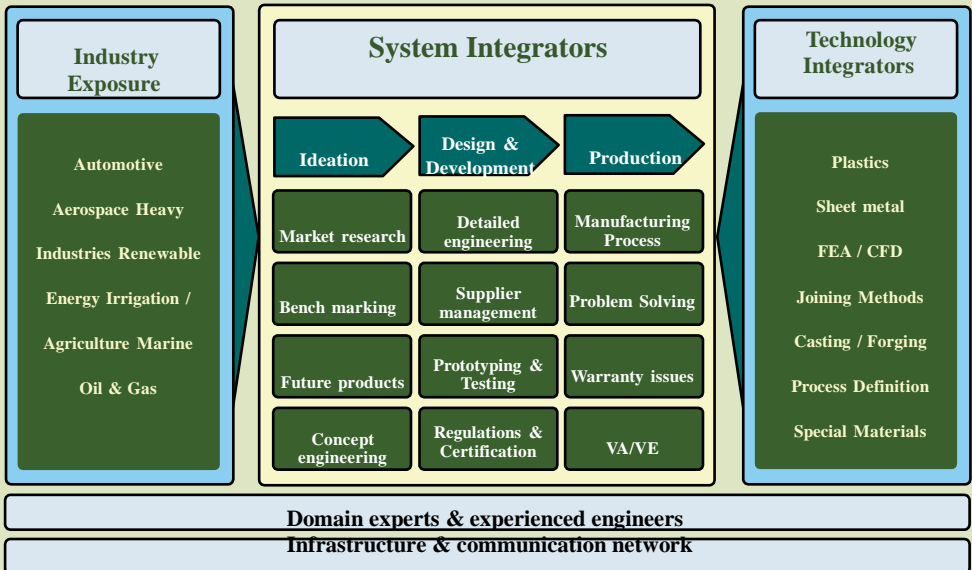 Industry
Exposure
Automotive
Aerospace Heavy
Industries Renewable
Energy Irrigation /
Agriculture Marine
Oil & Gas
System Integrators
Ideation
Design &
Development
Production
Market research
Detailed
engineering
Manufacturing
Process
Bench marking
Supplier
management
Problem Solving
Future products
Prototyping &
Testing
Warranty issues
Concept
engineering
Regulations &
Certification
VA/VE
Technology
Integrators
Plastics
Sheet metal
FEA / CFD
Joining Methods
Casting / Forging
Process Definition
Special Materials
Domain experts & experienced engineers
Infrastructure & communication network